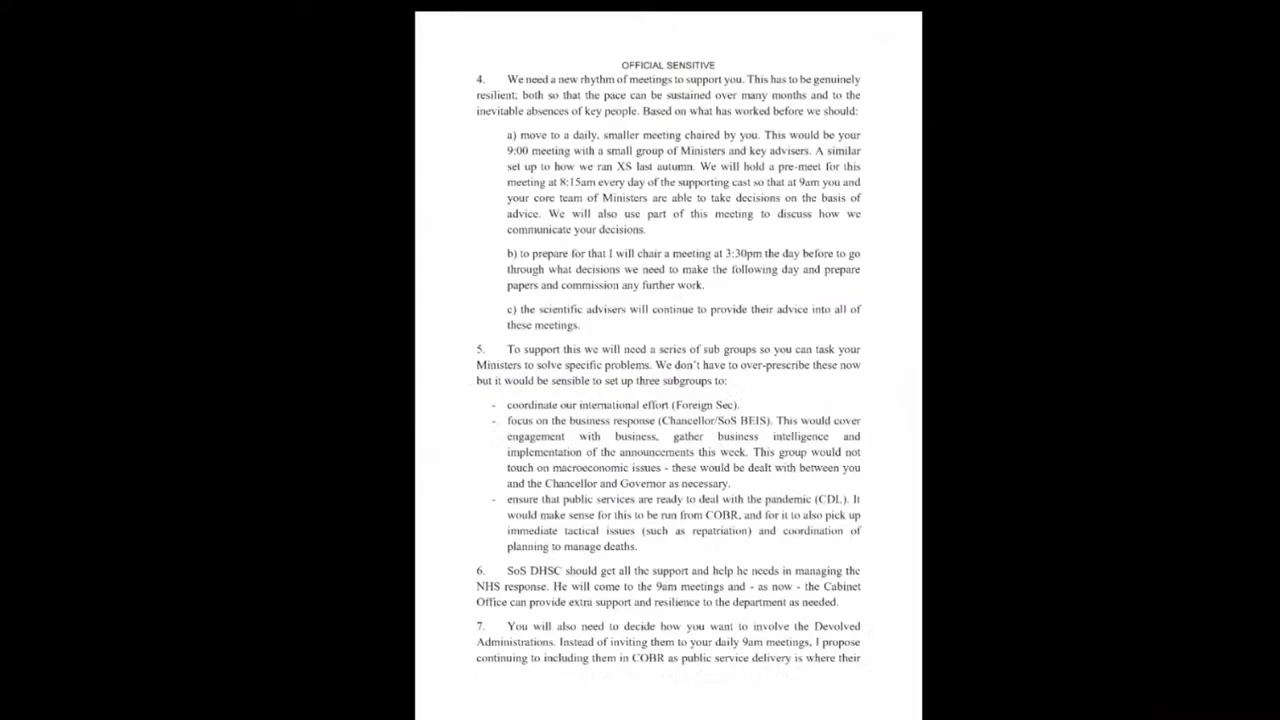 OFFICIAL SENSITIVE
4. We need a new rhythm of meetings to support you. This has to be genuinely
resilient; both so that the pace can be sustained over many months and to the
inevitable absences of key people. Based on what has worked before we should:
a) move to a daily, smaller meeting chaired by you. This would be your
9:00 meeting with a small group of Ministers and key advisers. A similar
set up to how we ran XS last autumn. We will hold a pre-meet for this
meeting at 8:15am every day of the supporting cast so that at 9am you and
your core team of Ministers are able to take decisions on the basis of
advice. We will also use part of this meeting to discuss how we
communicate your decisions.
b) to prepare for that I will chair a meeting at 3:30pm the day before to go
through what decisions we need to make the following day and prepare
papers and commission any further work.
c) the scientific advisers will continue to provide their advice into all of
these meetings.
5. To support this we will need a series of sub groups so you can task your
Ministers to solve specific problems. We don't have to over-prescribe these now
but it would be sensible to set up three subgroups to:
- coordinate our international effort (Foreign Sec).
- focus on the business response (Chancellor/SoS BEIS). This would cover
engagement with business, gather business intelligence and
implementation of the announcements this week. This group would not
touch on macroeconomic issues - these would be dealt with between you
and the Chancellor and Governor as necessary.
- ensure that public services are ready to deal with the pandemic (CDL). It
would make sense for this to be run from COBR, and for it to also pick up
immediate tactical issues (such as repatriation) and coordination of
planning to manage deaths.
6. SoS DHSC should get all the support and help he needs in managing the
NHS response. He will come to the 9am meetings and - as now - the Cabinet
Office can provide extra support and resilience to the department as needed.
7. You will also need to decide how you want to involve the Devolved
Administrations. Instead of inviting them to your daily 9am meetings, I propose
continuing to including them in COBR as public service delivery is where their